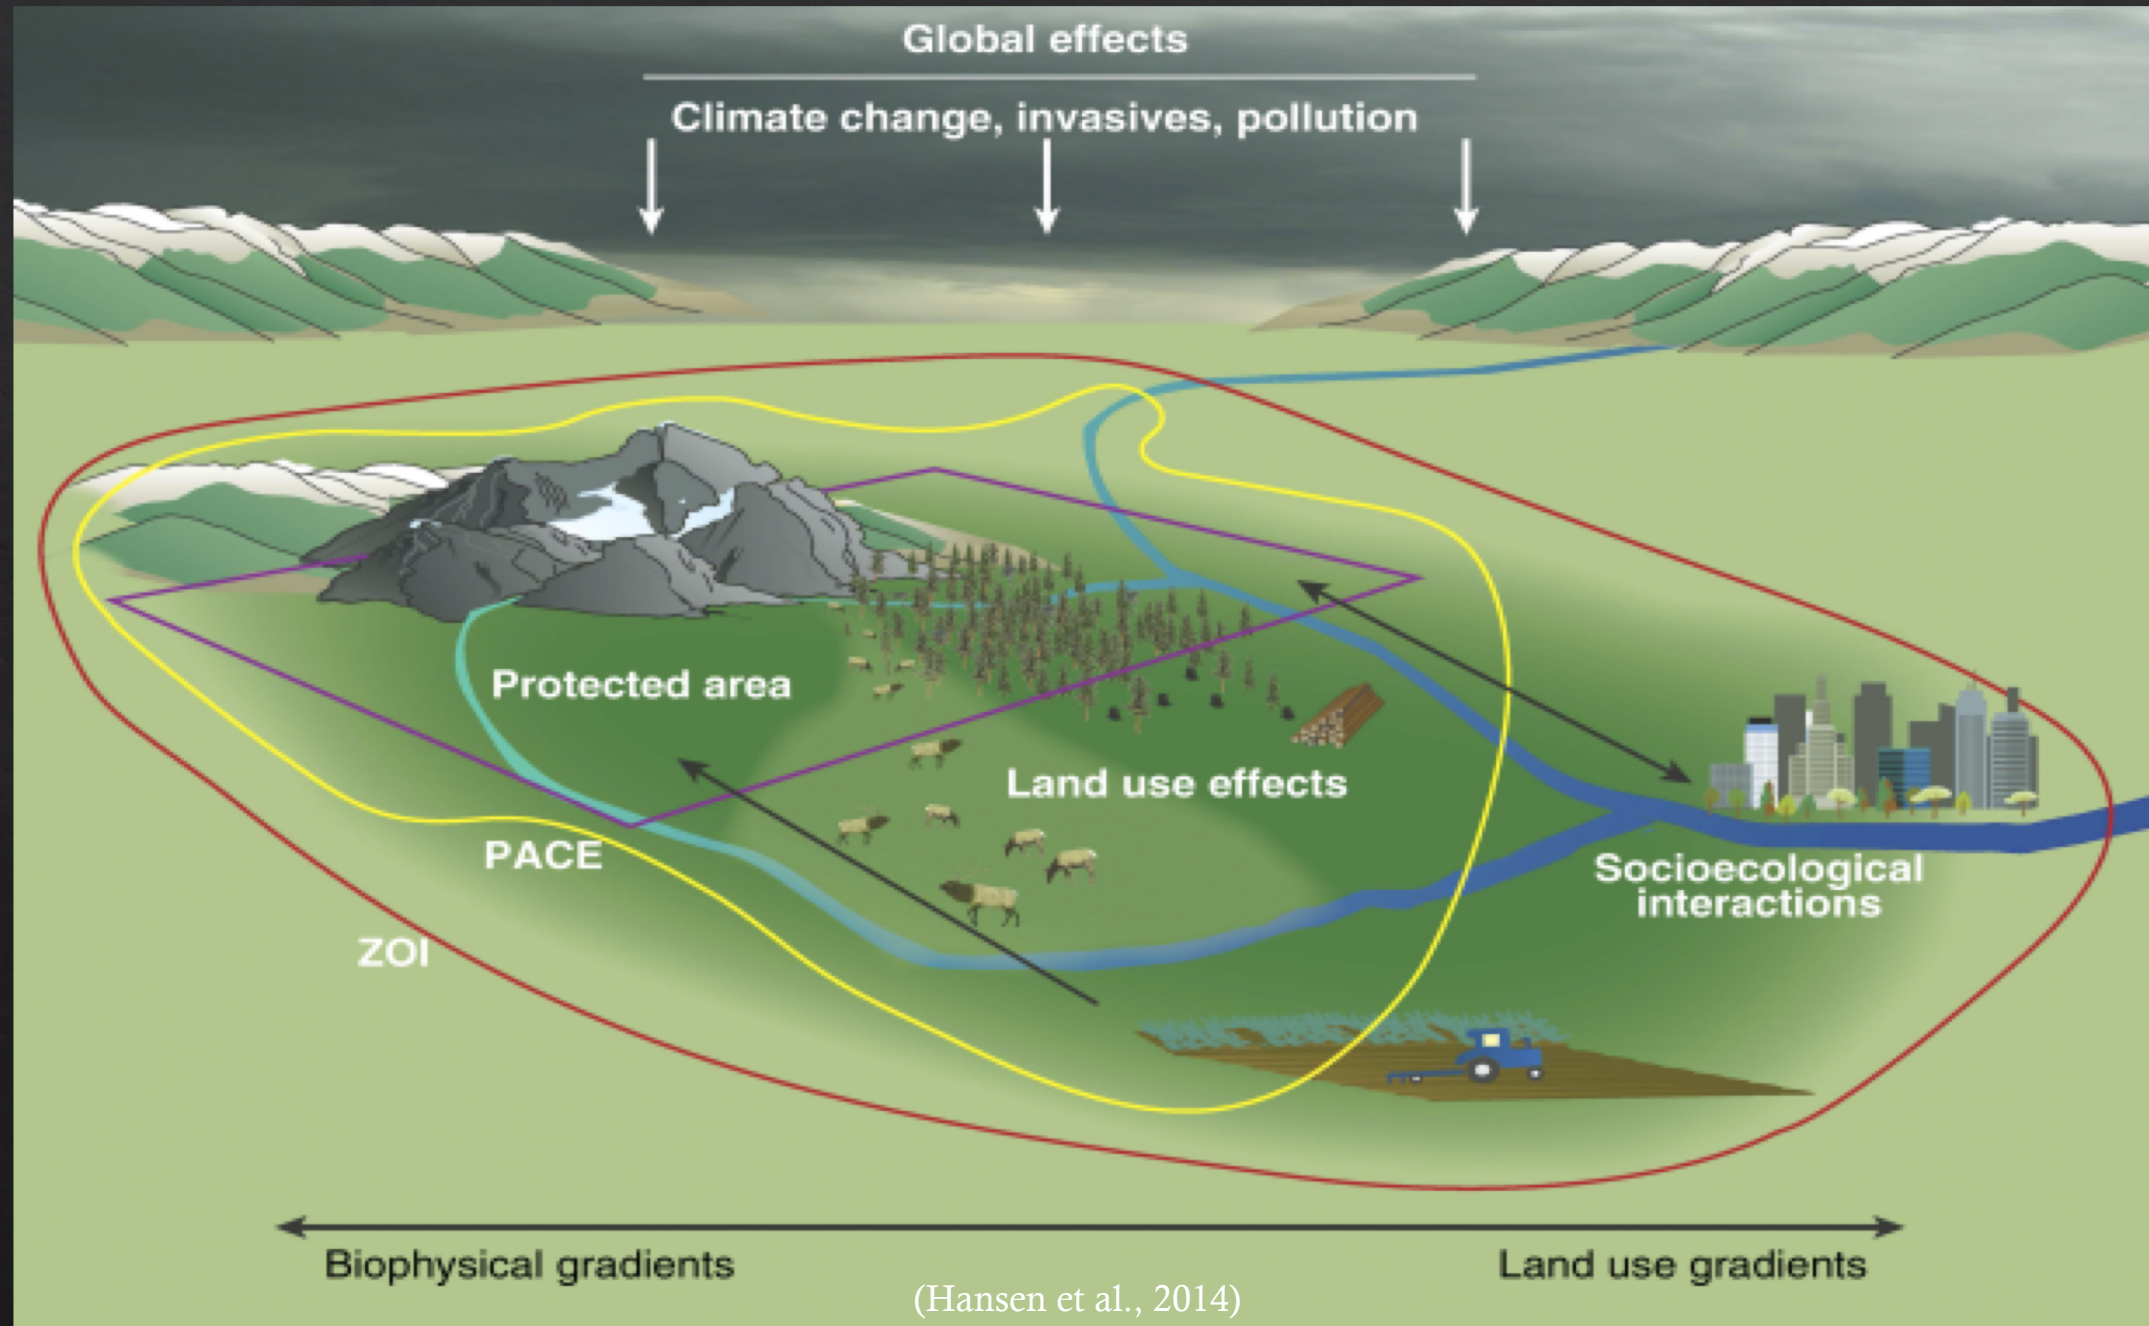 Global effects
Climate change, invasives, pollution
Protected area
Land use effects
PACE
Socioecological
interactions
ZOI
Biophysical gradients
Land use gradients
(Hansen et al., 2014)